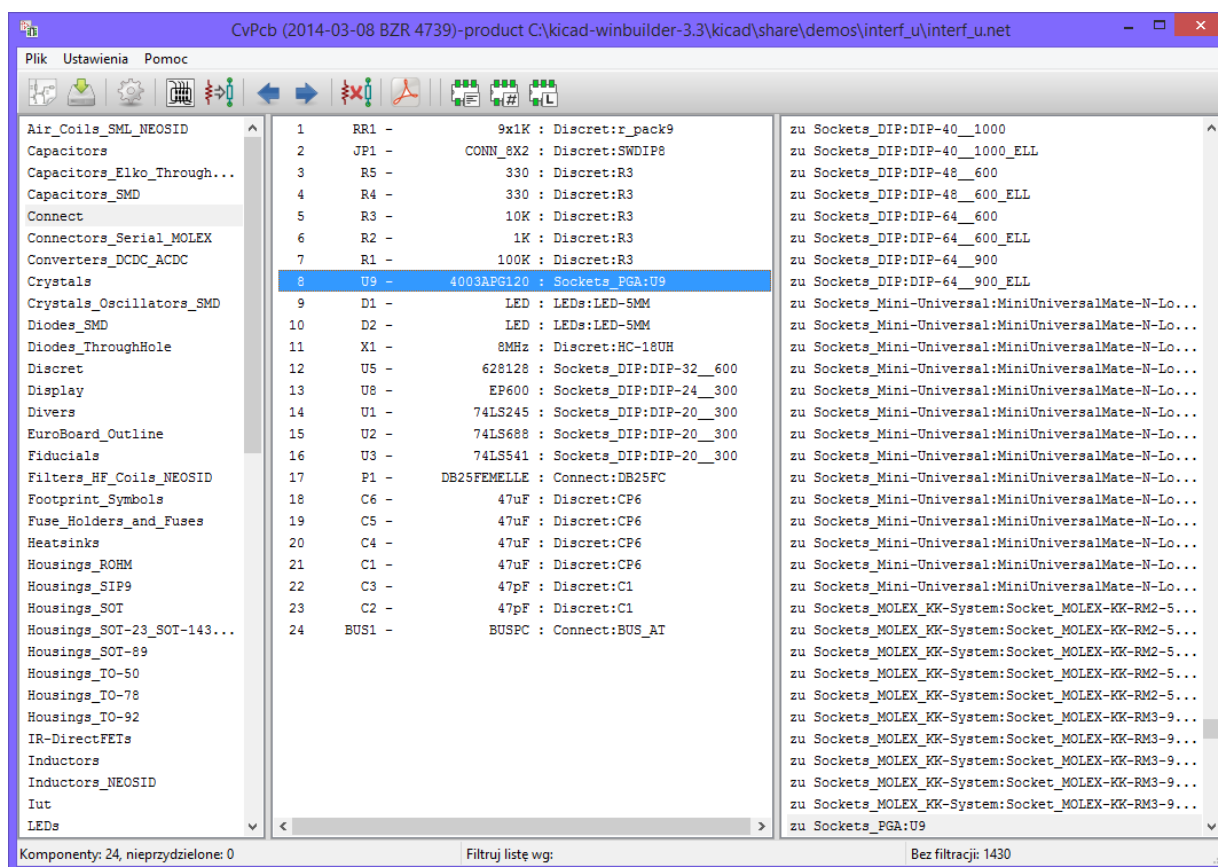 CvPcb (2014-03-08 BZR 4739)-product C:\kicad-winbuilder-3.3\kicad\share\demos\interf_u\interf_u.net
Plik Ustawienia Pomoc
Air_Coils_SML_NEOSID
Capacitors
Capacitors_Elko_Through...
Capacitors_SMD
Connect
Connectors_Serial_MOLEX
Converters_DCDC_ACDC
Crystals
Crystals_Oscillators_SMD
Diodes_SMD
Diodes_ThroughHole
Discret
Display
Divers
EuroBoard_Outline
Fiducials
Filters_HF_Coils_NEOSID
Footprint_Symbols
Fuse_Holders_and_Fuses
Heatsinks
Housings_ROHM
Housings_SIP9
Housings_SOT
Housings_SOT-23_SOT-143...
Housings_SOT-89
Housings_TO-50
Housings_TO-78
Housings_TO-92
IR-DirectFETs
Inductors
Inductors_NEOSID
Iut
LEDs
1 RR1 - 9x1K : Discret:r_pack9
2 JP1 - CONN_8X2 : Discret:SWDIP8
3 R5 - 330 : Discret:R3
4 R4 - 330 : Discret:R3
5 R3 - 10K : Discret:R3
6 R2 - 1K : Discret:R3
7 R1 - 100K : Discret:R3
8 U9 - 4003APG120 : Sockets_PGA:U9
9 D1 - LED : LEDs:LED-5MM
10 D2 - LED : LEDs:LED-5MM
11 X1 - 8MHz : Discret:HC-18UH
12 U5 - 628128 : Sockets_DIP:DIP-32__600
13 U8 - EP600 : Sockets_DIP:DIP-24__300
14 U1 - 74LS245 : Sockets_DIP:DIP-20__300
15 U2 - 74LS688 : Sockets_DIP:DIP-20__300
16 U3 - 74LS541 : Sockets_DIP:DIP-20__300
17 P1 - DB25FEMELLE : Connect:DB25FC
18 C6 - 47uF : Discret:CP6
19 C5 - 47uF : Discret:CP6
20 C4 - 47uF : Discret:CP6
21 C1 - 47uF : Discret:CP6
22 C3 - 47pF : Discret:C1
23 C2 - 47pF : Discret:C1
24 BUS1 - BUSPC : Connect:BUS_AT
zu Sockets_DIP:DIP-40__1000
zu Sockets_DIP:DIP-40__1000_ELL
zu Sockets_DIP:DIP-48__600
zu Sockets_DIP:DIP-48__600_ELL
zu Sockets_DIP:DIP-64__600
zu Sockets_DIP:DIP-64__600_ELL
zu Sockets_DIP:DIP-64__900
zu Sockets_DIP:DIP-64__900_ELL
zu Sockets_Mini-Universal:MiniUniversalMate-N-Lo...
zu Sockets_Mini-Universal:MiniUniversalMate-N-Lo...
zu Sockets_Mini-Universal:MiniUniversalMate-N-Lo...
zu Sockets_Mini-Universal:MiniUniversalMate-N-Lo...
zu Sockets_Mini-Universal:MiniUniversalMate-N-Lo...
zu Sockets_Mini-Universal:MiniUniversalMate-N-Lo...
zu Sockets_Mini-Universal:MiniUniversalMate-N-Lo...
zu Sockets_Mini-Universal:MiniUniversalMate-N-Lo...
zu Sockets_Mini-Universal:MiniUniversalMate-N-Lo...
zu Sockets_Mini-Universal:MiniUniversalMate-N-Lo...
zu Sockets_Mini-Universal:MiniUniversalMate-N-Lo...
zu Sockets_Mini-Universal:MiniUniversalMate-N-Lo...
zu Sockets_Mini-Universal:MiniUniversalMate-N-Lo...
zu Sockets_Mini-Universal:MiniUniversalMate-N-Lo...
zu Sockets_MOLEX_KK-System:Socket_MOLEX-KK-RM2-5...
zu Sockets_MOLEX_KK-System:Socket_MOLEX-KK-RM2-5...
zu Sockets_MOLEX_KK-System:Socket_MOLEX-KK-RM2-5...
zu Sockets_MOLEX_KK-System:Socket_MOLEX-KK-RM2-5...
zu Sockets_MOLEX_KK-System:Socket_MOLEX-KK-RM2-5...
zu Sockets_MOLEX_KK-System:Socket_MOLEX-KK-RM3-9...
zu Sockets_MOLEX_KK-System:Socket_MOLEX-KK-RM3-9...
zu Sockets_MOLEX_KK-System:Socket_MOLEX-KK-RM3-9...
zu Sockets_MOLEX_KK-System:Socket_MOLEX-KK-RM3-9...
zu Sockets_MOLEX_KK-System:Socket_MOLEX-KK-RM3-9...
zu Sockets_PGA:U9
Komponenty: 24, nieprzydzielone: 0
Filtruj listę wg:
Bez filtracji: 1430